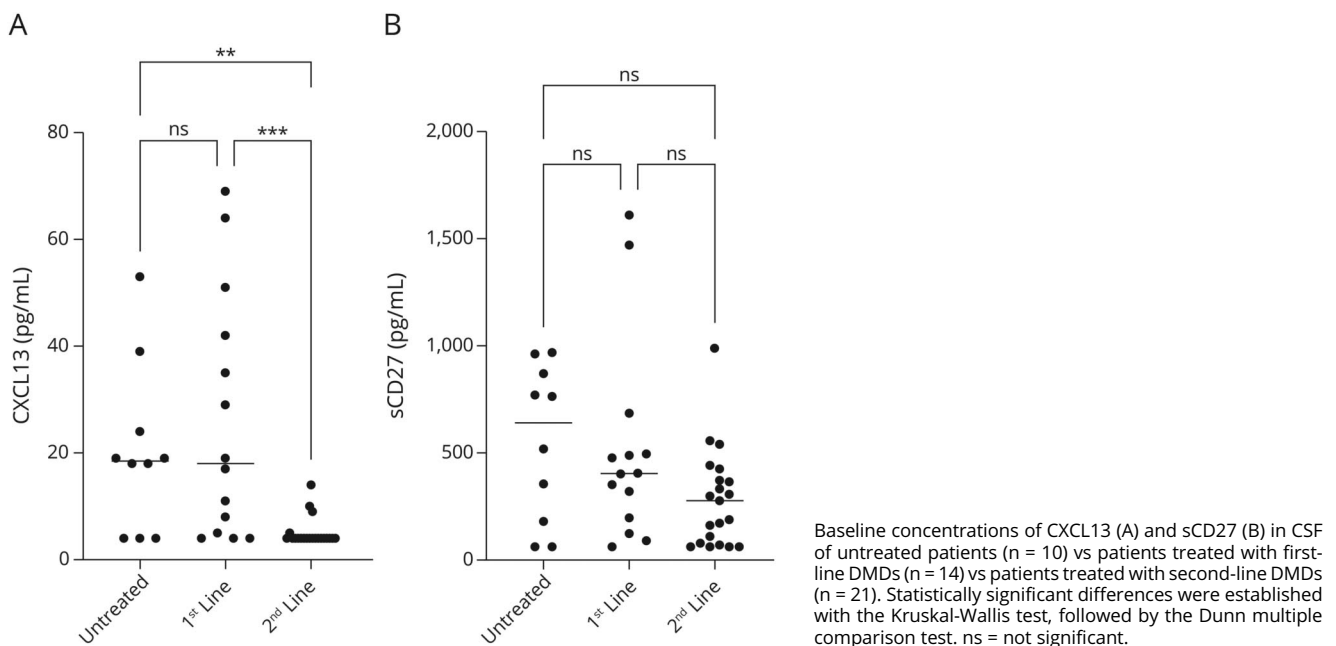 A
B
**
ns
***
80
60
40
20
0
CXCL13 (pg/mL)
Untreated
1st Line
2nd Line
ns
ns
ns
2,000
1,500
1,000
500
0
sCD27 (pg/mL)
Untreated
1st Line
2nd Line
Baseline concentrations of CXCL13 (A) and sCD27 (B) in CSF
of untreated patients (n = 10) vs patients treated with first-
line DMDs (n = 14) vs patients treated with second-line DMDs
(n = 21). Statistically significant differences were established
with the Kruskal-Wallis test, followed by the Dunn multiple
comparison test. ns = not significant.